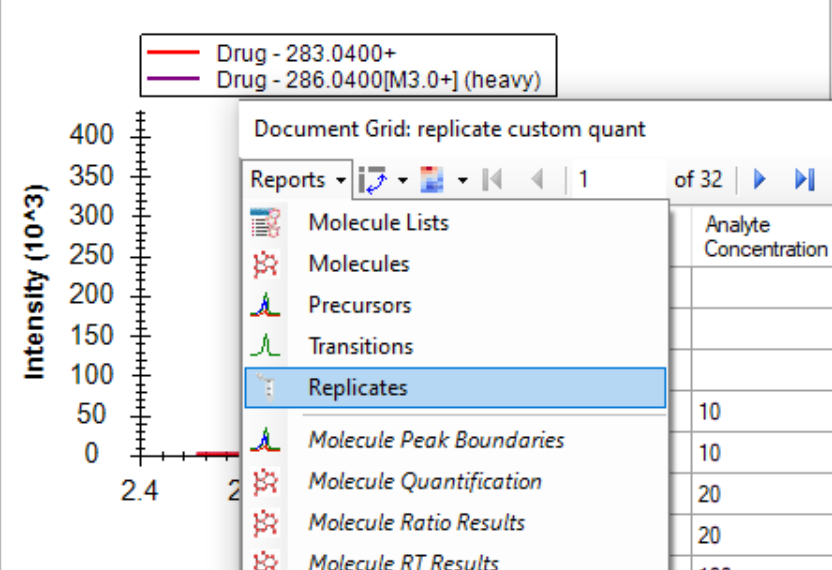 Drug - 283.0400+
Drug - 286.0400[M3.0+] (heavy)
Intensity (10^3)
400
350
300
250
200
150
100
50
0
2.4
Document Grid: replicate custom quant
Reports
1
of 32
Molecule Lists
Molecules
Precursors
Transitions
Replicates
Molecule Peak Boundaries
Molecule Quantification
Molecule Ratio Results
Molecule RT Results
Analyte
Concentration
10
10
20
20